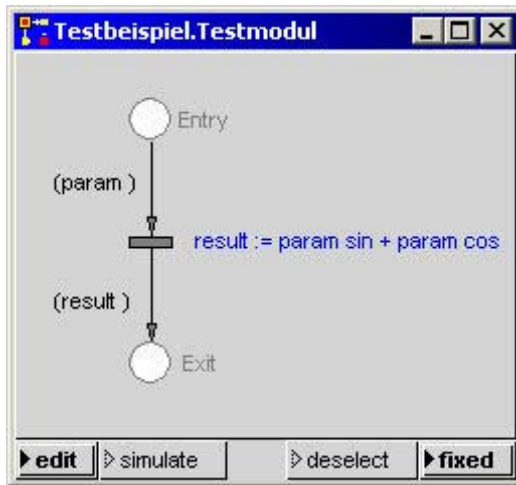 Testbeispiel.Testmodul
Entry
(param )
result := param sin + param cos
(result )
Exit
edit simulate deselect fixed